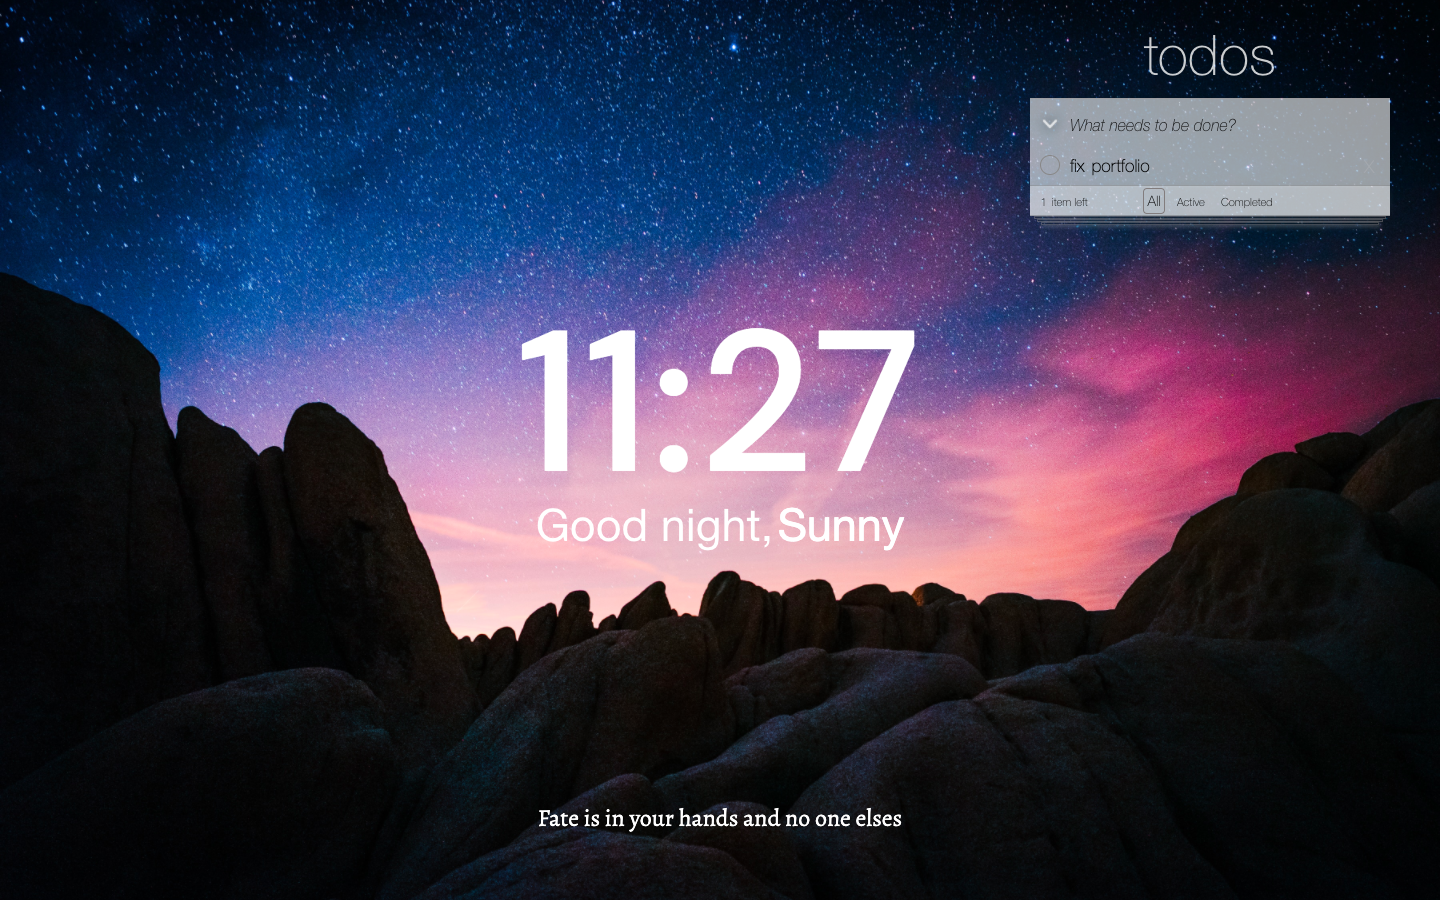 todos
What needs to be done?
fix portfolio
1 item left All Active Completed
11:27
Good night, Sunny
Fate is in your hands and no one elses